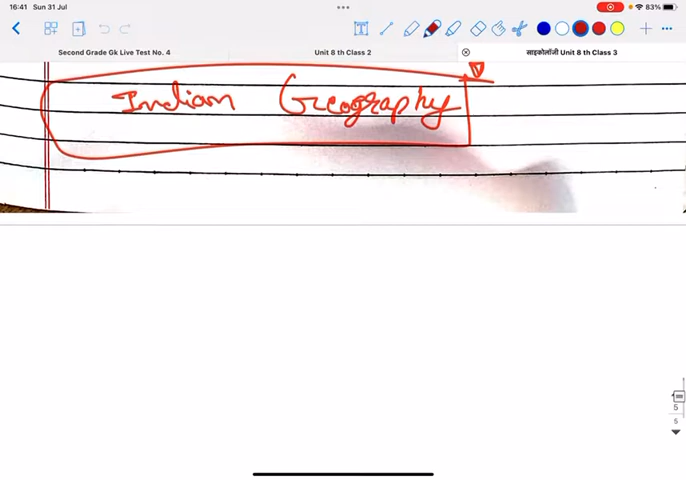 16:41 Sun 31 Jul
83%
Second Grade Gk Live Test No. 4
Unit 8 th Class 2
साइकोलॉजी Unit 8 th Class 3
Indian Geography
5
5